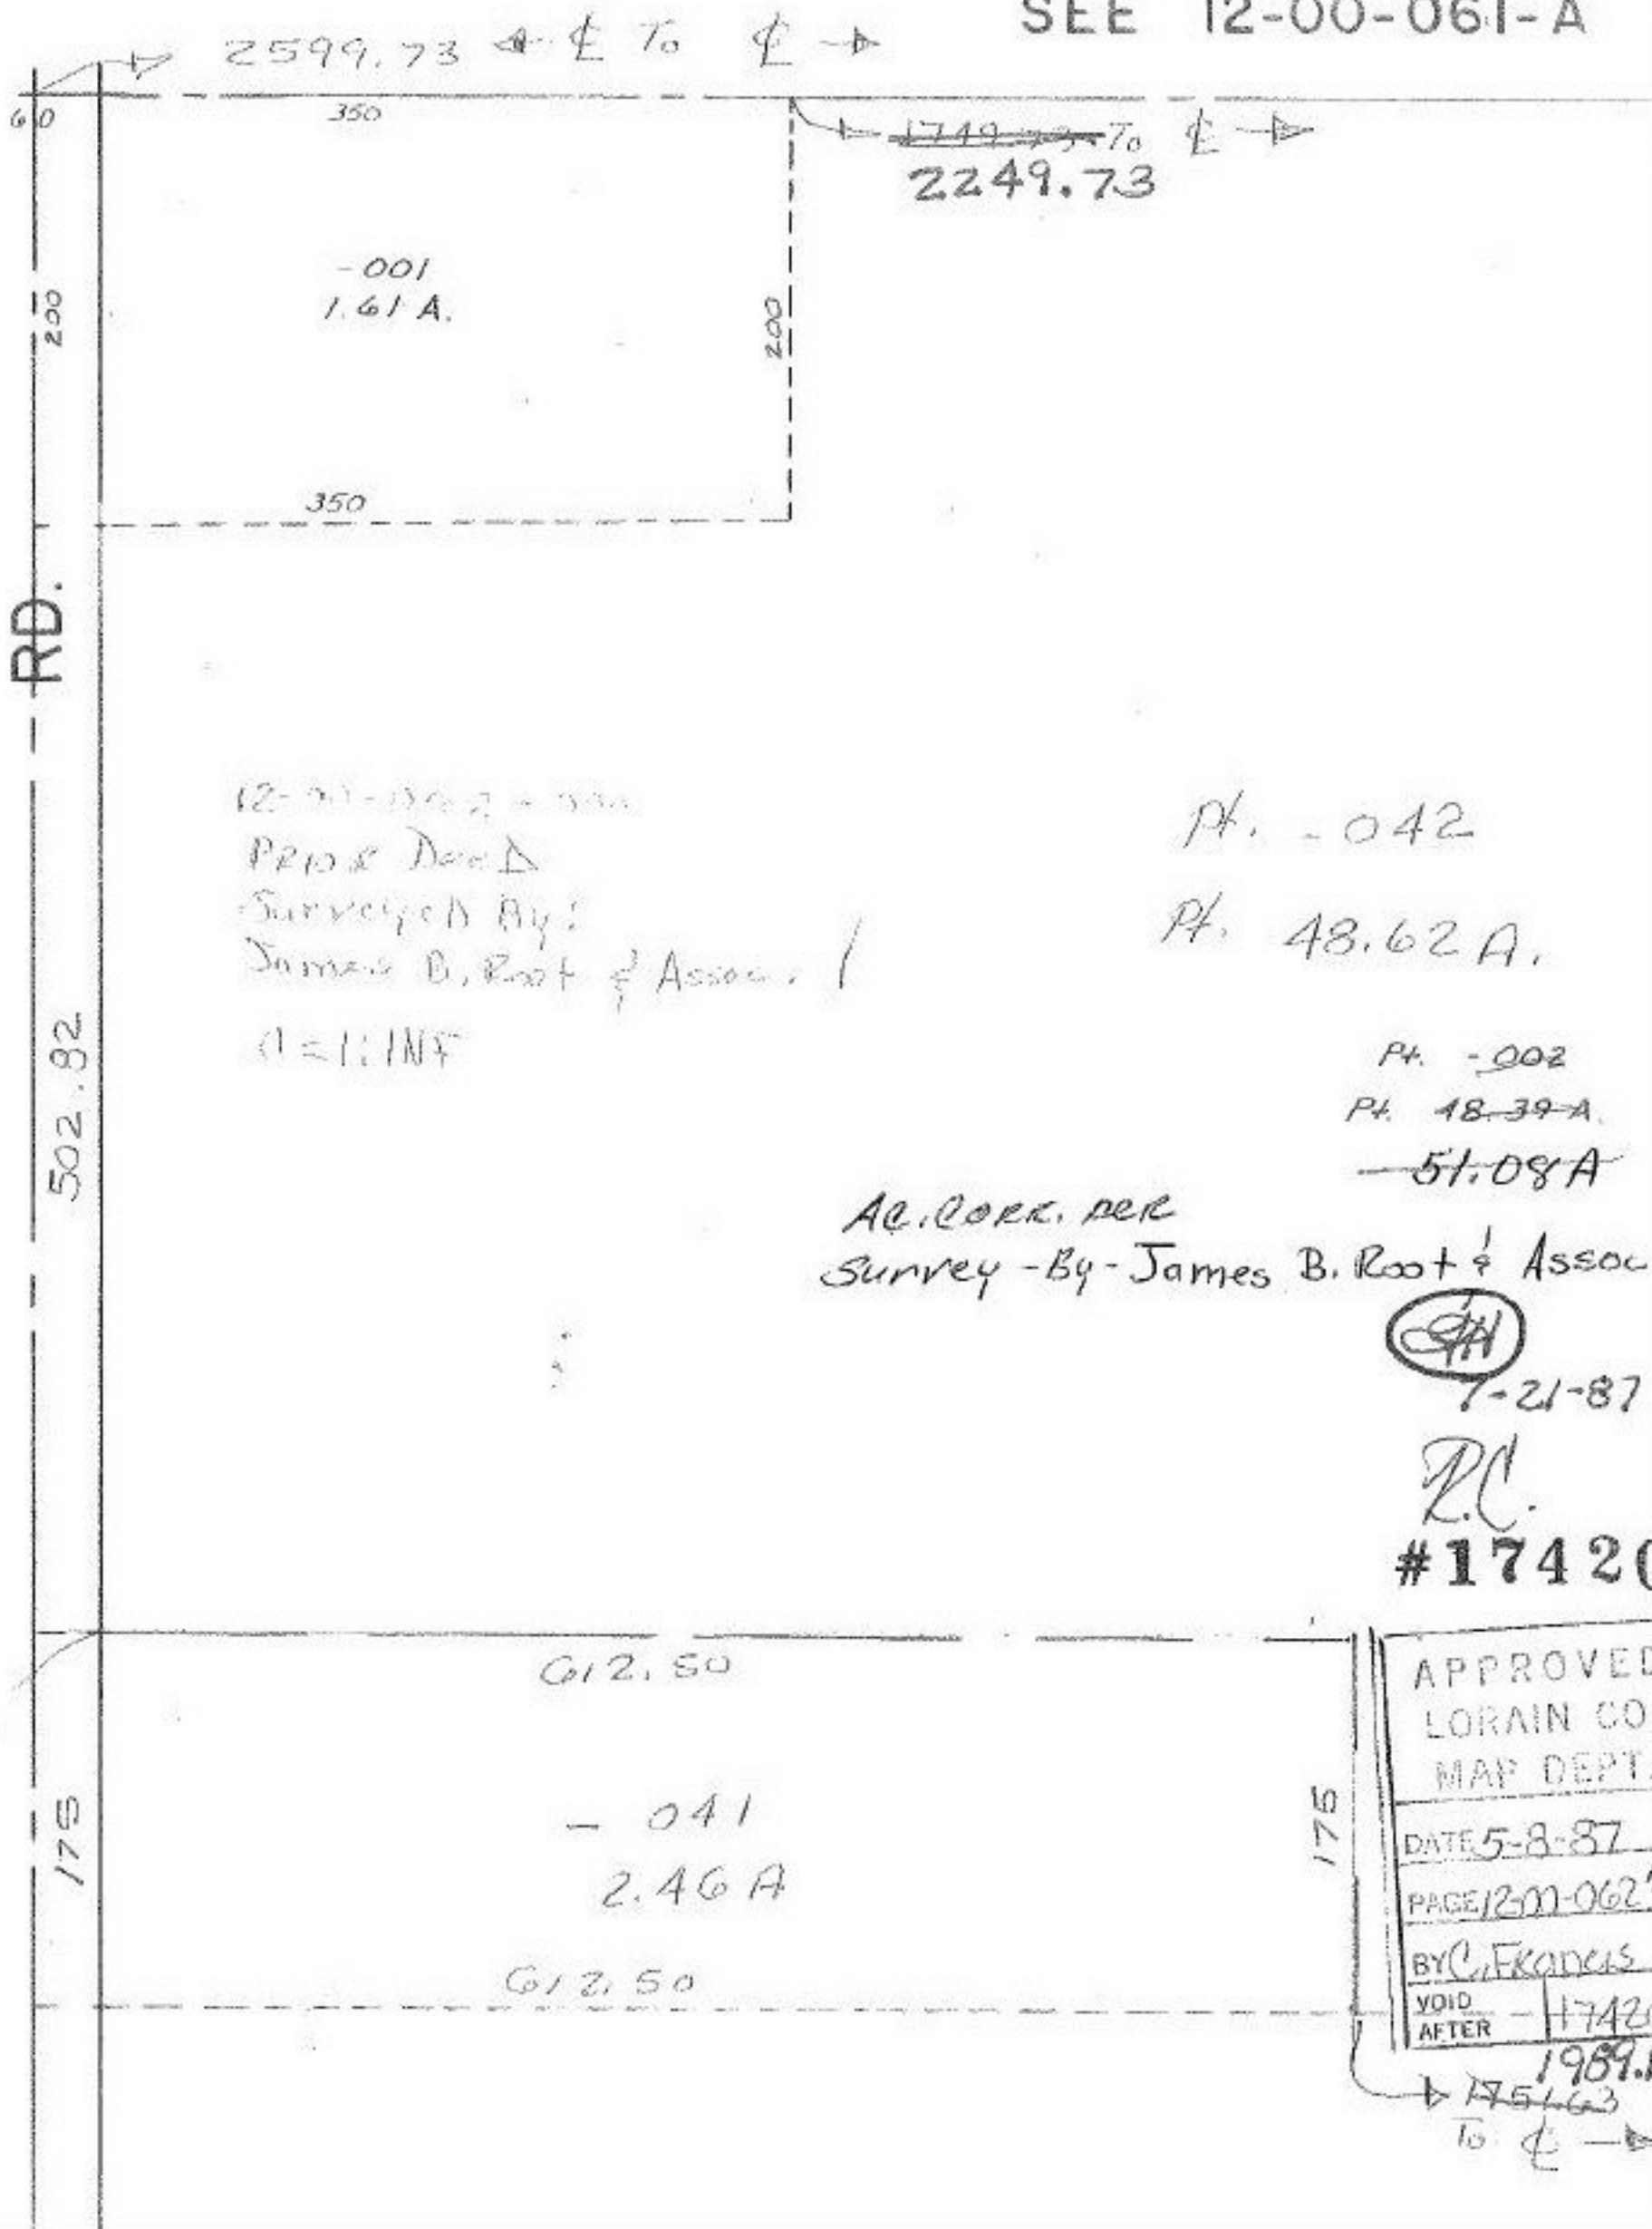 SEE 12-00-061-A
2599.73 ℄ To ℄
60
350
1749.73 To ℄
2249.73
-001
1.61 A.
200
200
350
RD.
12-
PRIOR DeeD
SurveyeD By:
James B. Root & Assoc.
1:INF
Pt. -042
Pt. 48.62 A.
502.82
Pt. -002
Pt. 48.39 A.
51.08 A
AC. CORR. PER
Survey -By- James B. Root & Assoc
7-21-87
R.C.
#1742
612.50
APPROVED
LORAIN CO
MAP DEPT.
- 041
2.46 A
175
175
DATE 5-8-87
PAGE 12-00-062
BY C. Francis
612.50
VOID AFTER 1742
1989.
1751.63
To ℄